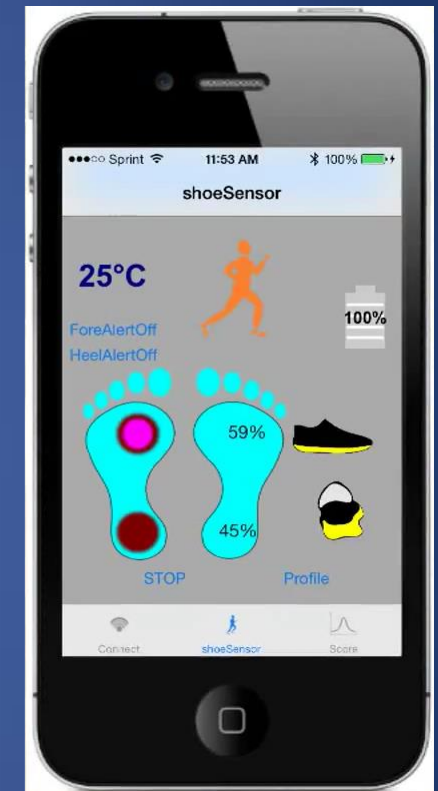 ●●●○○ Sprint 11:53 AM 100%
shoeSensor
25°C
100%
ForeAlertOff
HeelAlertOff
59%
45%
STOP Profile
Connect shoeSensor Score